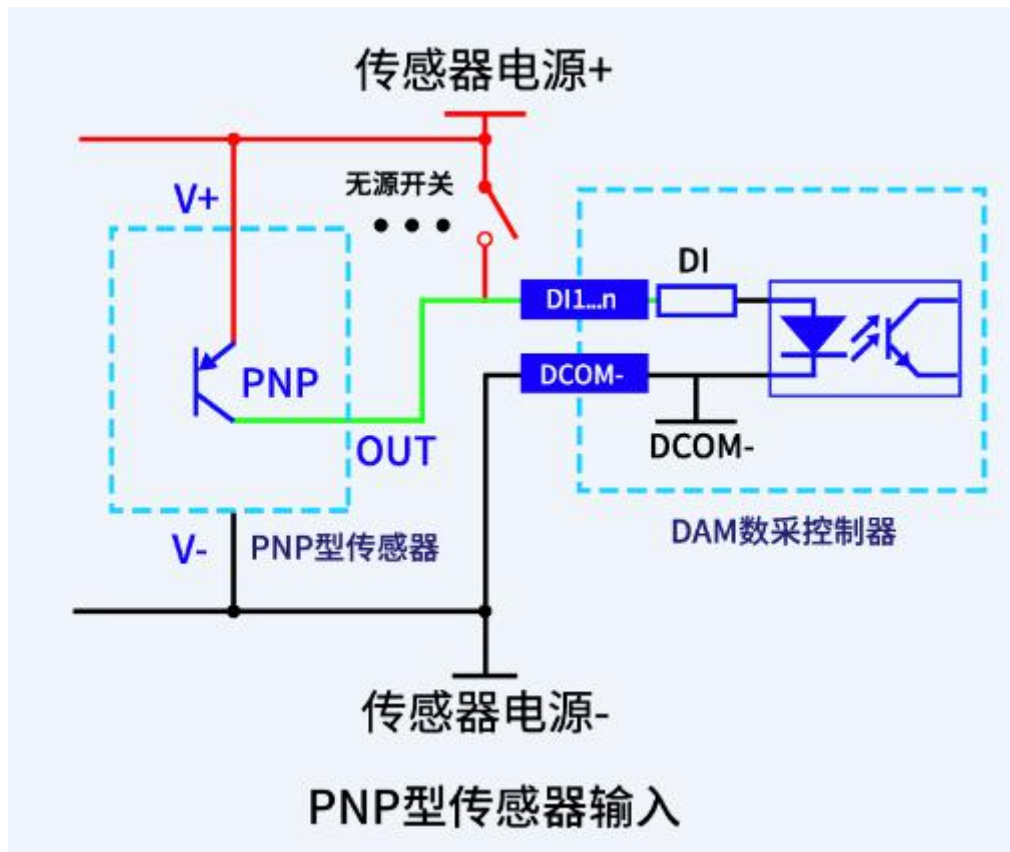 传感器电源+
无源开关
V+
DI
DI1...n
PNP
DCOM-
OUT
DCOM-
DAM数采控制器
V-
PNP型传感器
传感器电源-
PNP型传感器输入